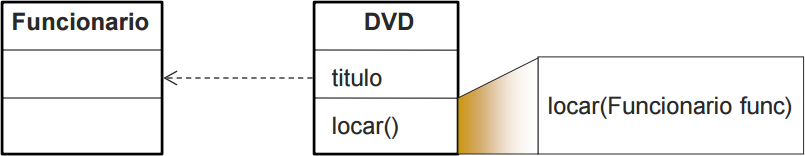 Funcionario
DVD
titulo
locar()
locar(Funcionario func)